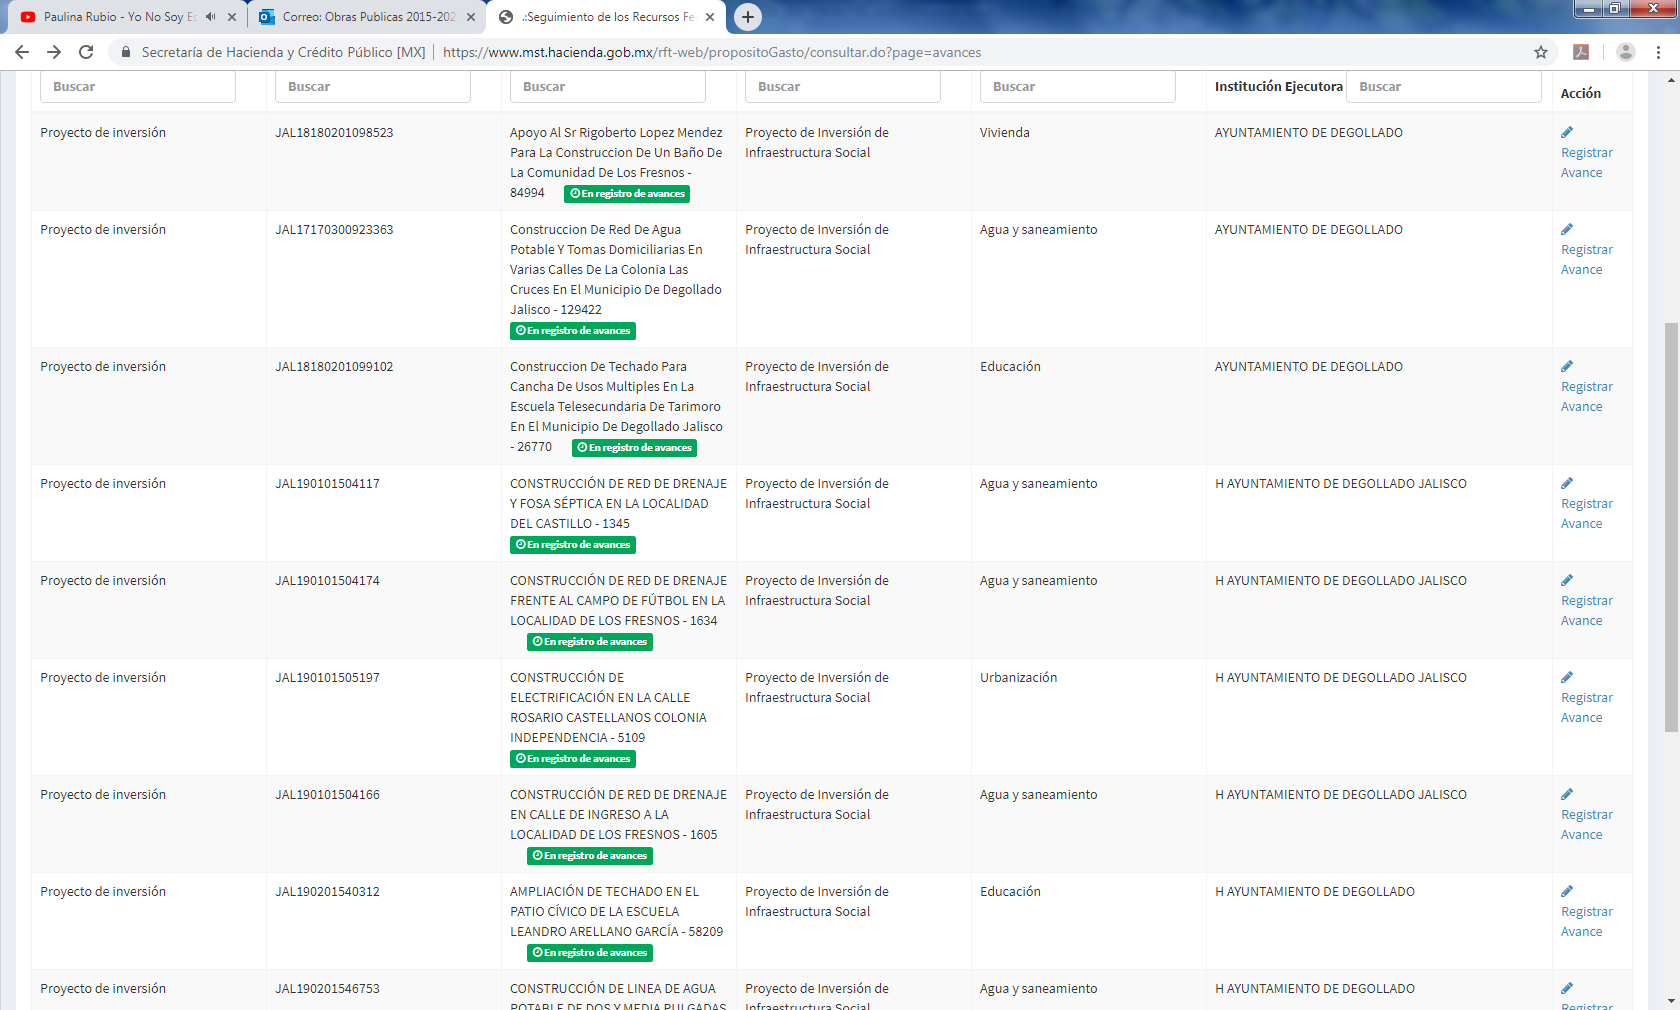 Paulina Rubio - Yo No Soy Es
Correo: Obras Publicas 2015-202
.:Seguimiento de los Recursos Fe
Secretaría de Hacienda y Crédito Público [MX] | https://www.mst.hacienda.gob.mx/rft-web/propositoGasto/consultar.do?page=avances
Buscar
Buscar
Buscar
Buscar
Buscar
Institución Ejecutora
Buscar
Acción
Proyecto de inversión
JAL18180201098523
Apoyo Al Sr Rigoberto Lopez Mendez
Para La Construccion De Un Baño De
La Comunidad De Los Fresnos -
84994 En registro de avances
Proyecto de Inversión de
Infraestructura Social
Vivienda
AYUNTAMIENTO DE DEGOLLADO
Registrar
Avance
Proyecto de inversión
JAL17170300923363
Construccion De Red De Agua
Potable Y Tomas Domiciliarias En
Varias Calles De La Colonia Las
Cruces En El Municipio De Degollado
Jalisco - 129422
En registro de avances
Proyecto de Inversión de
Infraestructura Social
Agua y saneamiento
AYUNTAMIENTO DE DEGOLLADO
Registrar
Avance
Proyecto de inversión
JAL18180201099102
Construccion De Techado Para
Cancha De Usos Multiples En La
Escuela Telesecundaria De Tarimoro
En El Municipio De Degollado Jalisco
- 26770 En registro de avances
Proyecto de Inversión de
Infraestructura Social
Educación
AYUNTAMIENTO DE DEGOLLADO
Registrar
Avance
Proyecto de inversión
JAL190101504117
CONSTRUCCIÓN DE RED DE DRENAJE
Y FOSA SÉPTICA EN LA LOCALIDAD
DEL CASTILLO - 1345
En registro de avances
Proyecto de Inversión de
Infraestructura Social
Agua y saneamiento
H AYUNTAMIENTO DE DEGOLLADO JALISCO
Registrar
Avance
Proyecto de inversión
JAL190101504174
CONSTRUCCIÓN DE RED DE DRENAJE
FRENTE AL CAMPO DE FÚTBOL EN LA
LOCALIDAD DE LOS FRESNOS - 1634
En registro de avances
Proyecto de Inversión de
Infraestructura Social
Agua y saneamiento
H AYUNTAMIENTO DE DEGOLLADO JALISCO
Registrar
Avance
Proyecto de inversión
JAL190101505197
CONSTRUCCIÓN DE
ELECTRIFICACIÓN EN LA CALLE
ROSARIO CASTELLANOS COLONIA
INDEPENDENCIA - 5109
En registro de avances
Proyecto de Inversión de
Infraestructura Social
Urbanización
H AYUNTAMIENTO DE DEGOLLADO JALISCO
Registrar
Avance
Proyecto de inversión
JAL190101504166
CONSTRUCCIÓN DE RED DE DRENAJE
EN CALLE DE INGRESO A LA
LOCALIDAD DE LOS FRESNOS - 1605
En registro de avances
Proyecto de Inversión de
Infraestructura Social
Agua y saneamiento
H AYUNTAMIENTO DE DEGOLLADO JALISCO
Registrar
Avance
Proyecto de inversión
JAL190201540312
AMPLIACIÓN DE TECHADO EN EL
PATIO CÍVICO DE LA ESCUELA
LEANDRO ARELLANO GARCÍA - 58209
En registro de avances
Proyecto de Inversión de
Infraestructura Social
Educación
H AYUNTAMIENTO DE DEGOLLADO
Registrar
Avance
Proyecto de inversión
JAL190201546753
CONSTRUCCIÓN DE LINEA DE AGUA
POTABLE DE DOS Y MEDIA PULGADAS
Proyecto de Inversión de
Infraestructura Social
Agua y saneamiento
H AYUNTAMIENTO DE DEGOLLADO
Registrar